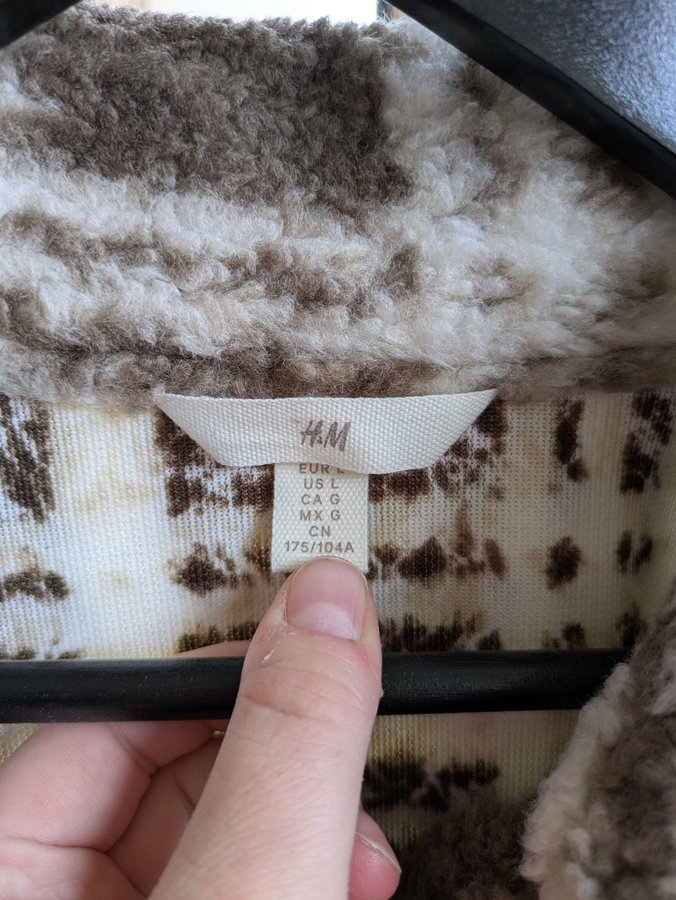 H&M
EUR L
US L
CA G
MX G
CN
175/104A